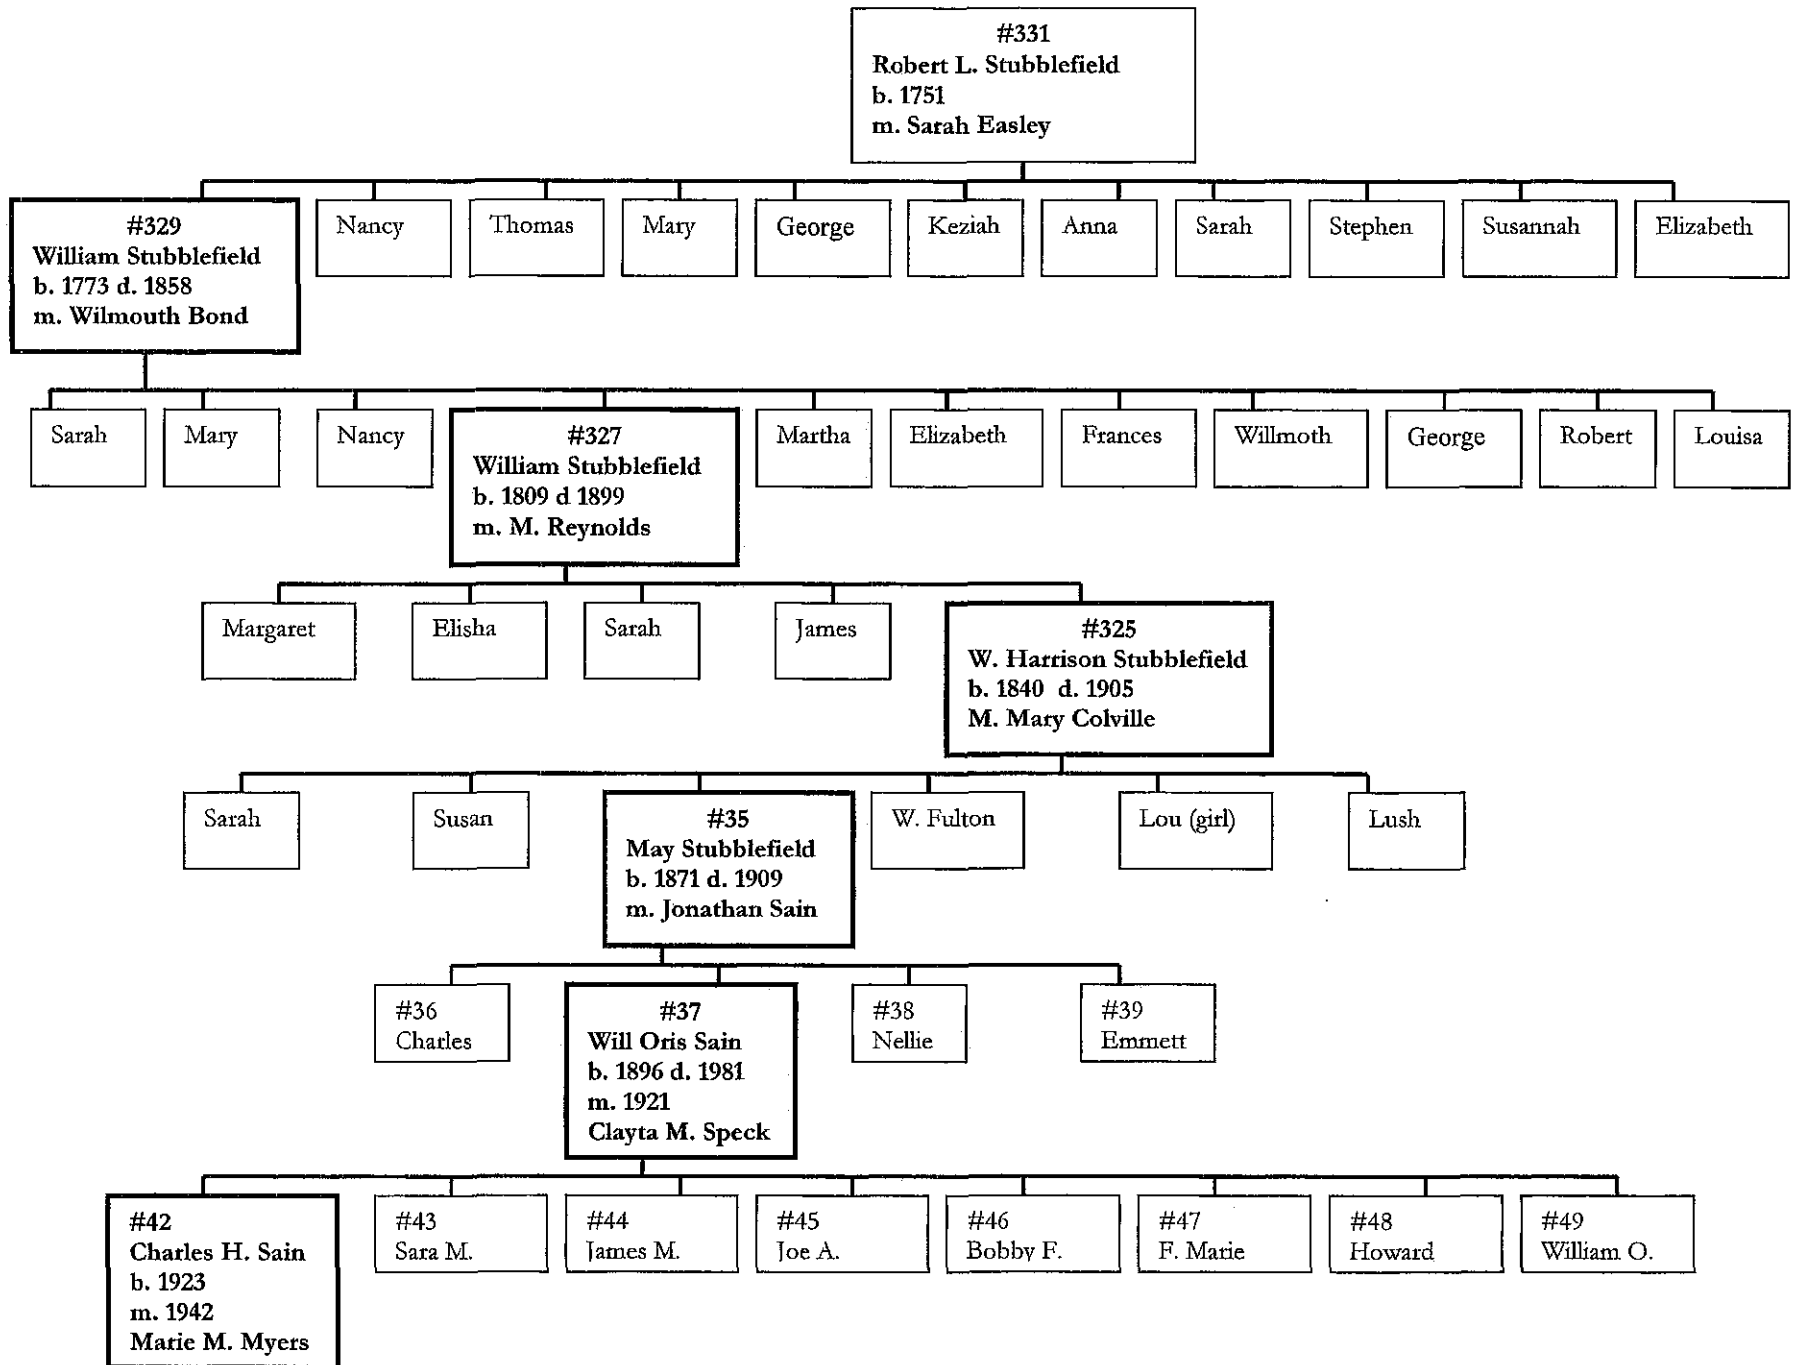 #331
Robert L. Stubblefield
b. 1751
m. Sarah Easley
#329
William Stubblefield
b. 1773 d. 1858
m. Wilmouth Bond
Nancy
Thomas
Mary
George
Keziah
Anna
Sarah
Stephen
Susannah
Elizabeth
Sarah
Mary
Nancy
#327
William Stubblefield
b. 1809 d 1899
m. M. Reynolds
Martha
Elizabeth
Frances
Willmoth
George
Robert
Louisa
Margaret
Elisha
Sarah
James
#325
W. Harrison Stubblefield
b. 1840 d. 1905
M. Mary Colville
Sarah
Susan
#35
May Stubblefield
b. 1871 d. 1909
m. Jonathan Sain
W. Fulton
Lou (girl)
Lush
#36
Charles
#37
Will Oris Sain
b. 1896 d. 1981
m. 1921
Clayta M. Speck
#38
Nellie
#39
Emmett
#42
Charles H. Sain
b. 1923
m. 1942
Marie M. Myers
#43
Sara M.
#44
James M.
#45
Joe A.
#46
Bobby F.
#47
F. Marie
#48
Howard
#49
William O.